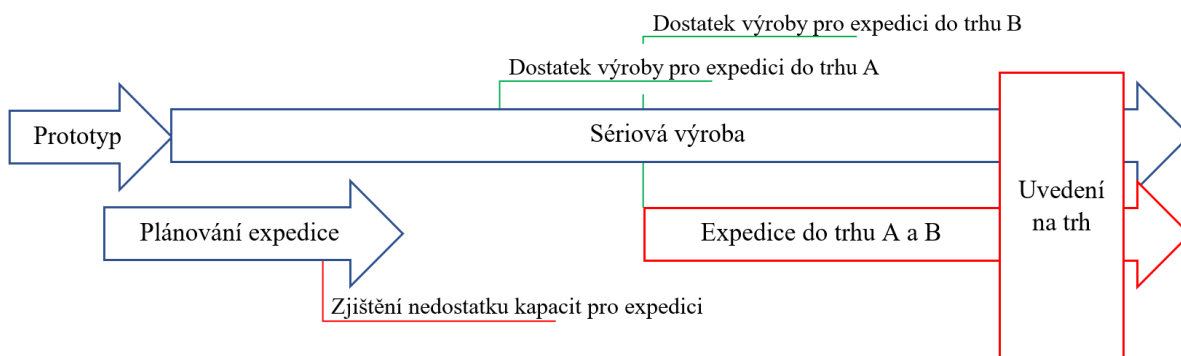 Dostatek výroby pro expedici do trhu B
Dostatek výroby pro expedici do trhu A
Prototyp
Sériová výroba
Uvedení
na trh
Plánování expedice
Expedice do trhu A a B
Zjištění nedostatku kapacit pro expedici